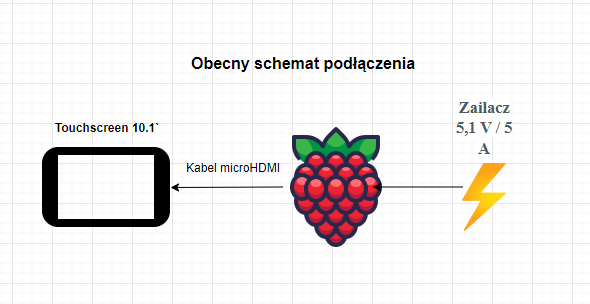 Obecny schemat podłączenia
Touchscreen 10.1`
Kabel microHDMI
Zailacz
5,1 V / 5
A